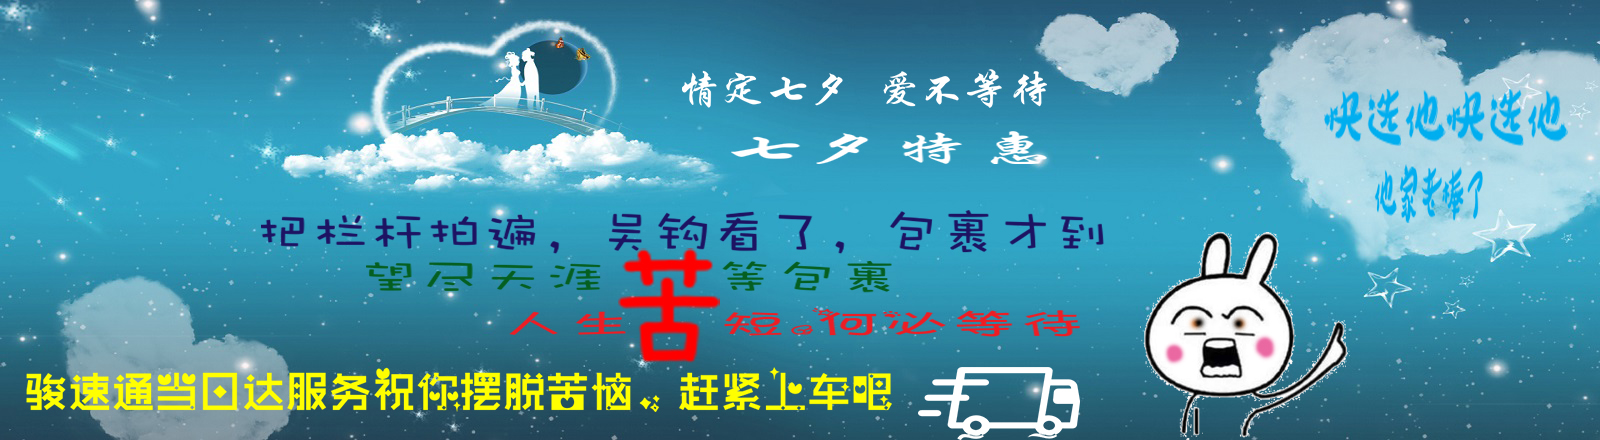 情定七夕 爱不等待
七夕特惠
快选他快选他
他家老棒了
把栏杆拍遍，吴钩看了，包裹才到
望尽天涯苦等包裹
人生苦短。何必等待
骏速通当日达服务祝你摆脱苦恼。赶紧上车吧